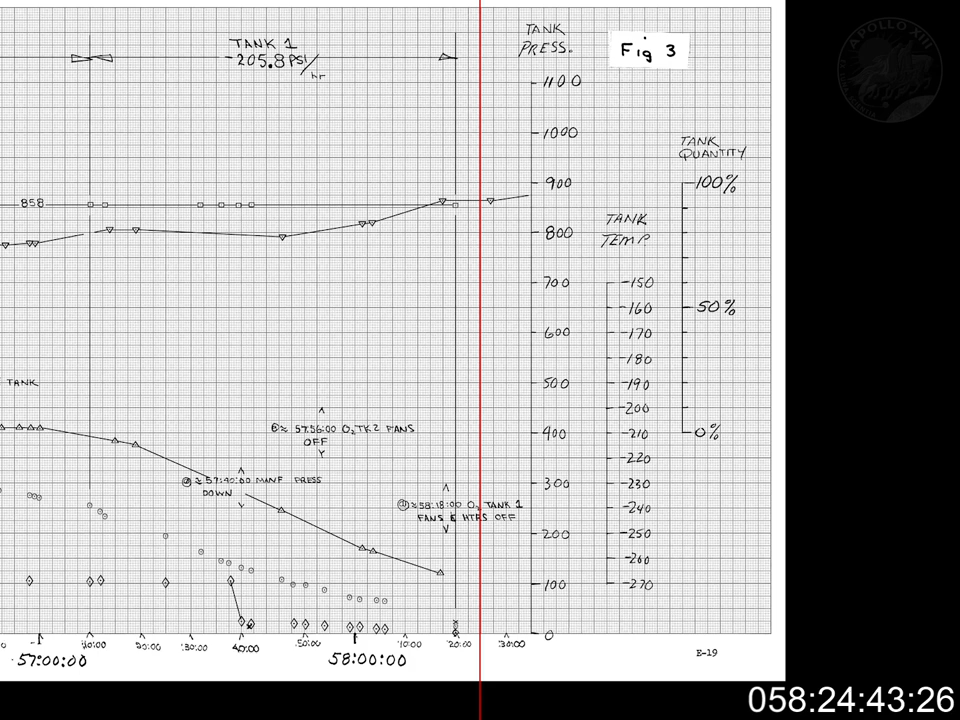 TANK 1
-205.8 PSI/hr
TANK
PRESS.
Fig 3
1100
1000
900
800
700
600
500
400
300
200
100
0
TANK
QUANTITY
100%
50%
0%
TANK
TEMP.
-150
-160
-170
-180
-190
-200
-210
-220
-230
-240
-250
-260
-270
858
TANK
≈ 57:56:00 O2 TK 2 FANS
OFF
≈ 57:40:00 MANF PRESS
DOWN
① ≈ 58:18:00 O2 TANK 1
FANS & HTRS OFF
:10:00
:30:00
40:00
:50:00
:10:00
:20:00
:30:00
57:00:00
58:00:00
E-19
APOLLO XIII
058:24:43:26